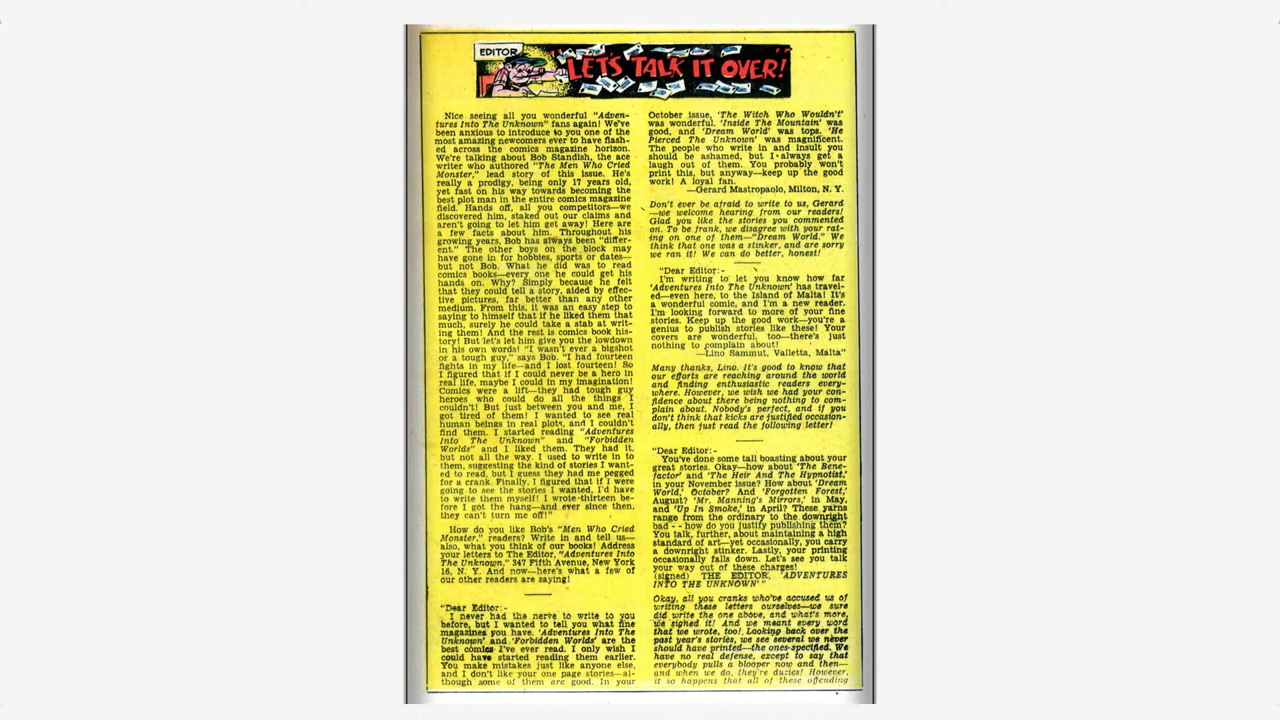 EDITOR
"LET'S TALK IT OVER!"
Nice seeing all you wonderful "Adven-
tures Into The Unknown" fans again! We've
been anxious to introduce to you one of the
most amazing newcomers ever to have flash-
ed across the comics magazine horizon.
We're talking about Bob Standish, the ace
writer who authored "The Men Who Cried
Monster," lead story of this issue. He's
really a prodigy, being only 17 years old,
yet fast on his way towards becoming the
best plot man in the entire comics magazine
field. Hands off, all you competitors—we
discovered him, staked out our claims and
aren't going to let him get away! Here are
a few facts about him. Throughout his
growing years, Bob has always been "differ-
ent." The other boys on the block may
have gone in for hobbies, sports or dates—
but not Bob. What he did was to read
comics books—every one he could get his
hands on. Why? Simply because he felt
that they could tell a story, aided by effec-
tive pictures, far better than any other
medium. From this, it was an easy step to
saying to himself that if he liked them that
much, surely he could take a stab at writ-
ing them! And the rest is comics book his-
tory! But let's let him give you the lowdown
in his own words! "I wasn't ever a bigshot
or a tough guy," says Bob. "I had fourteen
fights in my life—and I lost fourteen! So
I figured that if I could never be a hero in
real life, maybe I could in my imagination!
Comics were a lift—they had tough guy
heroes who could do all the things I
couldn't! But just between you and me, I
got tired of them! I wanted to see real
human beings in real plots, and I couldn't
find them. I started reading "Adventures
Into The Unknown" and "Forbidden
Worlds" and I liked them. They had it,
but not all the way. I used to write in to
them, suggesting the kind of stories I want-
ed to read, but I guess they had me pegged
for a crank. Finally, I figured that if I were
going to see the stories I wanted, I'd have
to write them myself! I wrote thirteen be-
fore I got the hang—and ever since then,
they can't turn me off!"
How do you like Bob's "Men Who Cried
Monster," readers? Write in and tell us—
also, what you think of our books! Address
your letters to The Editor, "Adventures Into
The Unknown," 347 Fifth Avenue, New York
16, N. Y. And now—here's what a few of
our other readers are saying!
"Dear Editor:-
I never had the nerve to write to you
before, but I wanted to tell you what fine
magazines you have. 'Adventures Into The
Unknown' and 'Forbidden Worlds' are the
best comics I've ever read. I only wish I
could have started reading them earlier.
You make mistakes just like anyone else,
and I don't like your one page stories—al-
though some of them are good. In your
October issue, 'The Witch Who Wouldn't'
was wonderful. 'Inside The Mountain' was
good, and 'Dream World' was tops. 'He
Pierced The Unknown' was magnificent.
The people who write in and insult you
should be ashamed, but I always get a
laugh out of them. You probably won't
print this, but anyway—keep up the good
work! A loyal fan.
—Gerard Mastropaolo, Milton, N. Y.
Don't ever be afraid to write to us, Gerard
—we welcome hearing from our readers!
Glad you like the stories you commented
on. To be frank, we disagree with your rat-
ing on one of them—"Dream World." We
think that one was a stinker, and are sorry
we ran it! We can do better, honest!
"Dear Editor:-
I'm writing to let you know how far
'Adventures Into The Unknown' has travel-
ed—even here, to the Island of Malta! It's
a wonderful comic, and I'm a new reader.
I'm looking forward to more of your fine
stories. Keep up the good work—you're a
genius to publish stories like these! Your
covers are wonderful, too—there's just
nothing to complain about!
—Lino Sammut, Valletta, Malta"
Many thanks, Lino. It's good to know that
our efforts are reaching around the world
and finding enthusiastic readers every-
where. However, we wish we had your con-
fidence about there being nothing to com-
plain about. Nobody's perfect, and if you
don't think that kicks are justified occasion-
ally, then just read the following letter!
"Dear Editor:-
You've done some tall boasting about your
great stories. Okay—how about 'The Bene-
factor' and 'The Heir And The Hypnotist,'
in your November issue? How about 'Dream
World,' October? And 'Forgotten Forest,'
August? 'Mr. Manning's Mirrors,' in May,
and 'Up In Smoke,' in April? These yarns
range from the ordinary to the downright
bad - - how do you justify publishing them?
You talk, further, about maintaining a high
standard of art—yet occasionally, you carry
a downright stinker. Lastly, your printing
occasionally falls down. Let's see you talk
your way out of these charges!
(signed) THE EDITOR, 'ADVENTURES
INTO THE UNKNOWN' "
Okay, all you cranks who've accused us of
writing these letters ourselves—we sure
did write the one above, and what's more,
we signed it! And we meant every word
that we wrote, too! Looking back over the
past year's stories, we see several we never
should have printed—the ones specified. We
have no real defense, except to say that
everybody pulls a blooper now and then—
and when we do, they're duzies! However,
it so happens that all of these offending